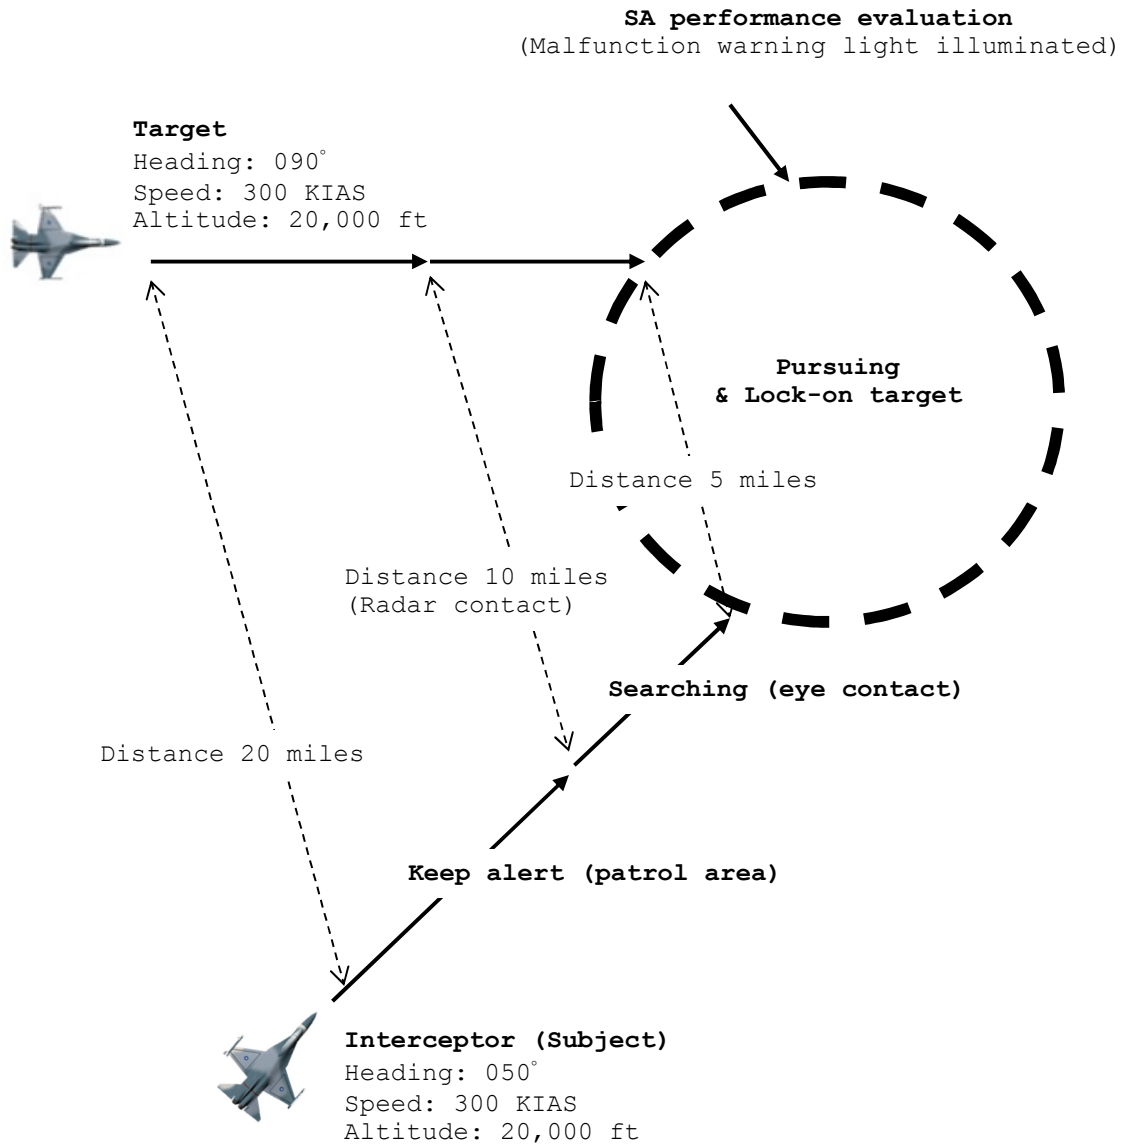 SA performance evaluation
(Malfunction warning light illuminated)
Target
Heading: 090°
Speed: 300 KIAS
Altitude: 20,000 ft
Pursuing
& Lock-on target
Distance 5 miles
Distance 10 miles
(Radar contact)
Searching (eye contact)
Distance 20 miles
Keep alert (patrol area)
Interceptor (Subject)
Heading: 050°
Speed: 300 KIAS
Altitude: 20,000 ft